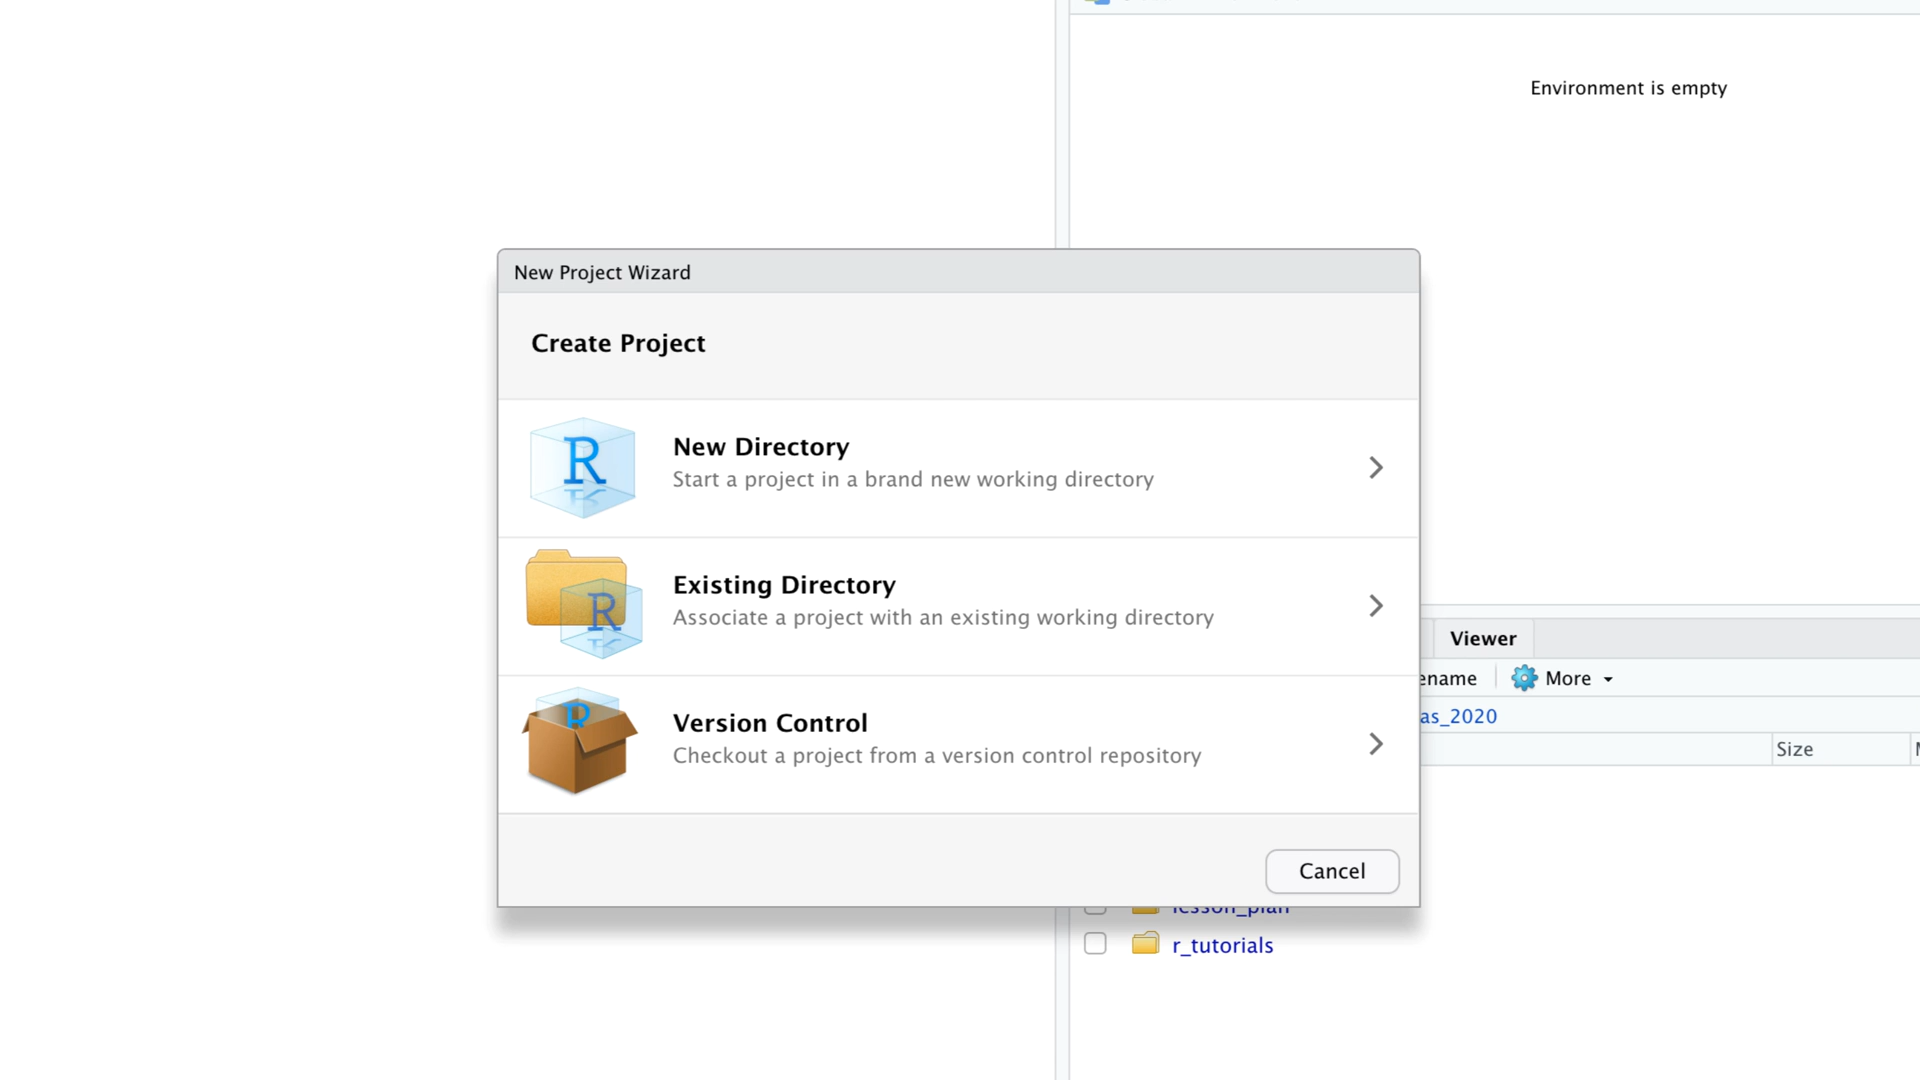 Environment is empty
New Project Wizard
Create Project
R
New Directory
Start a project in a brand new working directory
R
Existing Directory
Associate a project with an existing working directory
R
Version Control
Checkout a project from a version control repository
Cancel
Viewer
ename
More
as_2020
Size
lesson_plan
r_tutorials